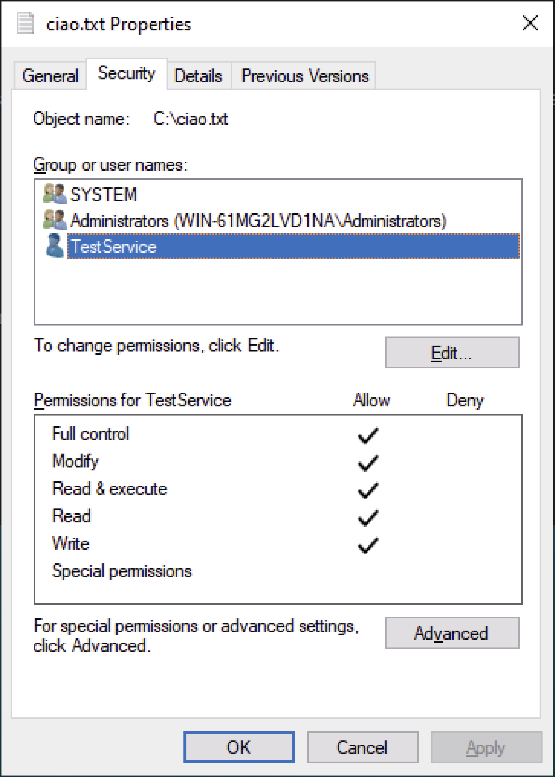 ciao.txt Properties
General Security Details Previous Versions
Object name: C:\ciao.txt
Group or user names:
SYSTEM
Administrators (WIN-61MG2LVD1NA\Administrators)
TestService
To change permissions, click Edit.
Edit...
Permissions for TestService Allow Deny
Full control
Modify
Read & execute
Read
Write
Special permissions
For special permissions or advanced settings,
click Advanced.
Advanced
OK Cancel Apply